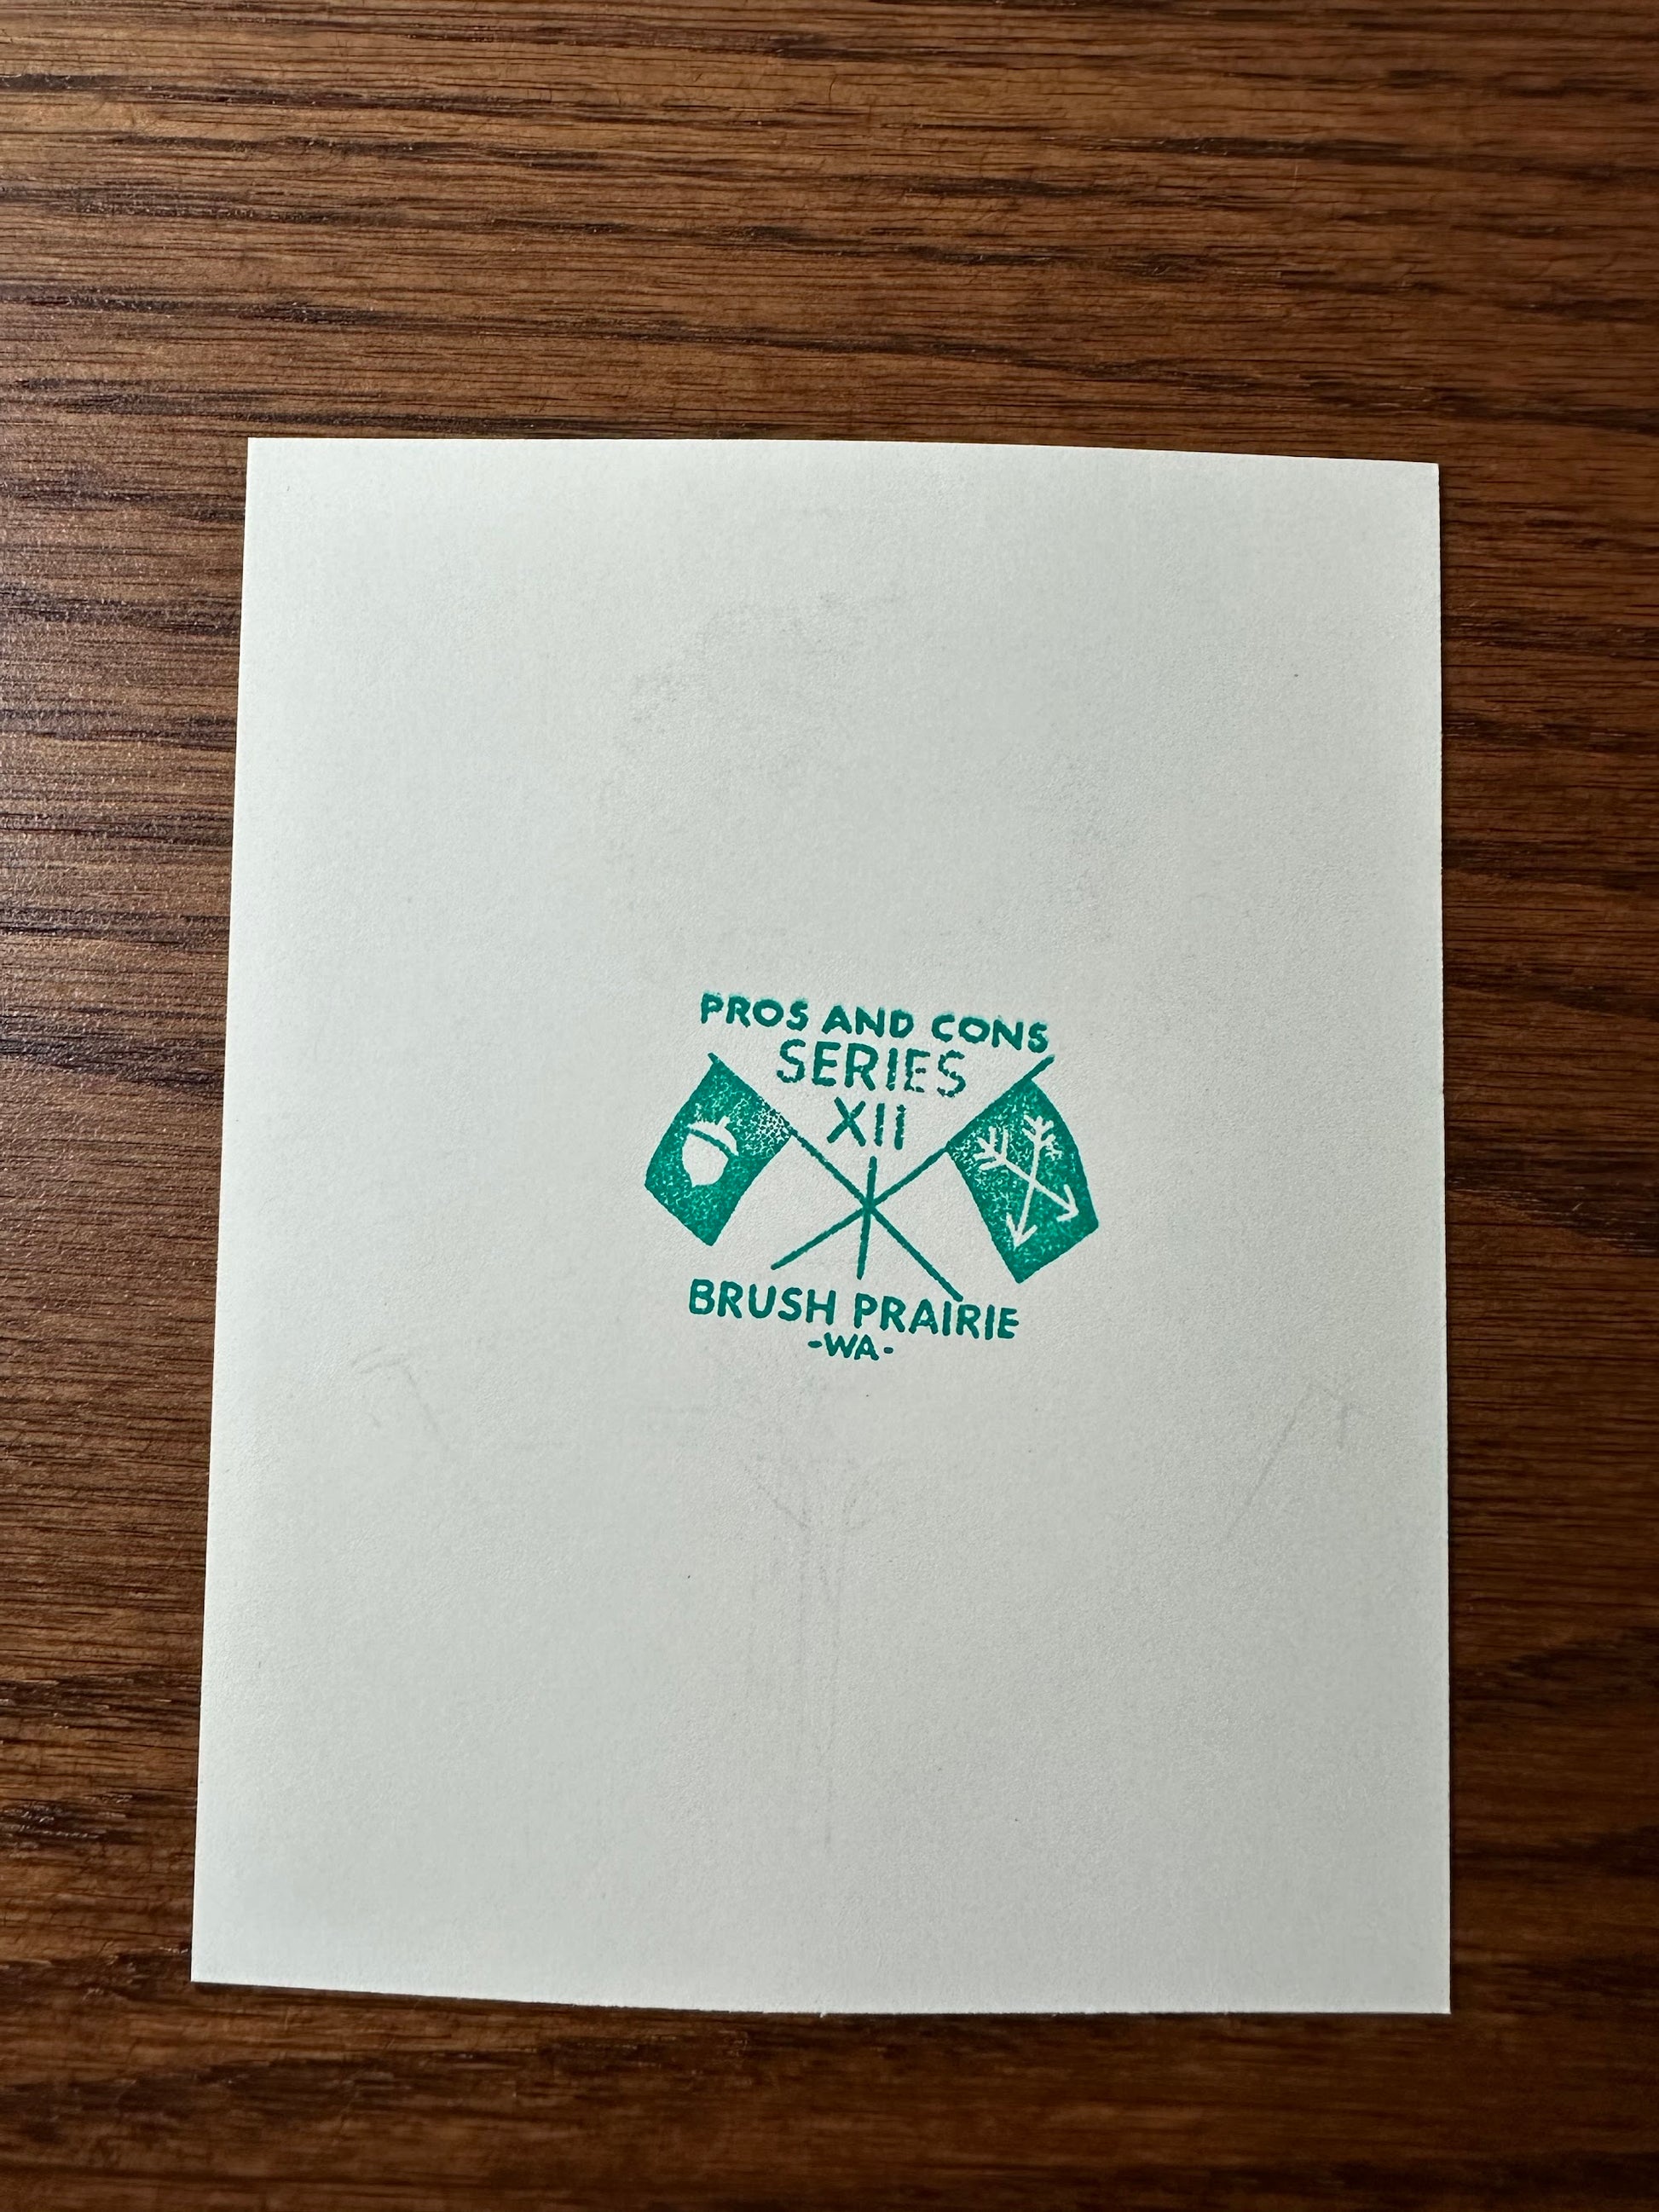 PROS AND CONS
SERIES
XII
BRUSH PRAIRIE
-WA-